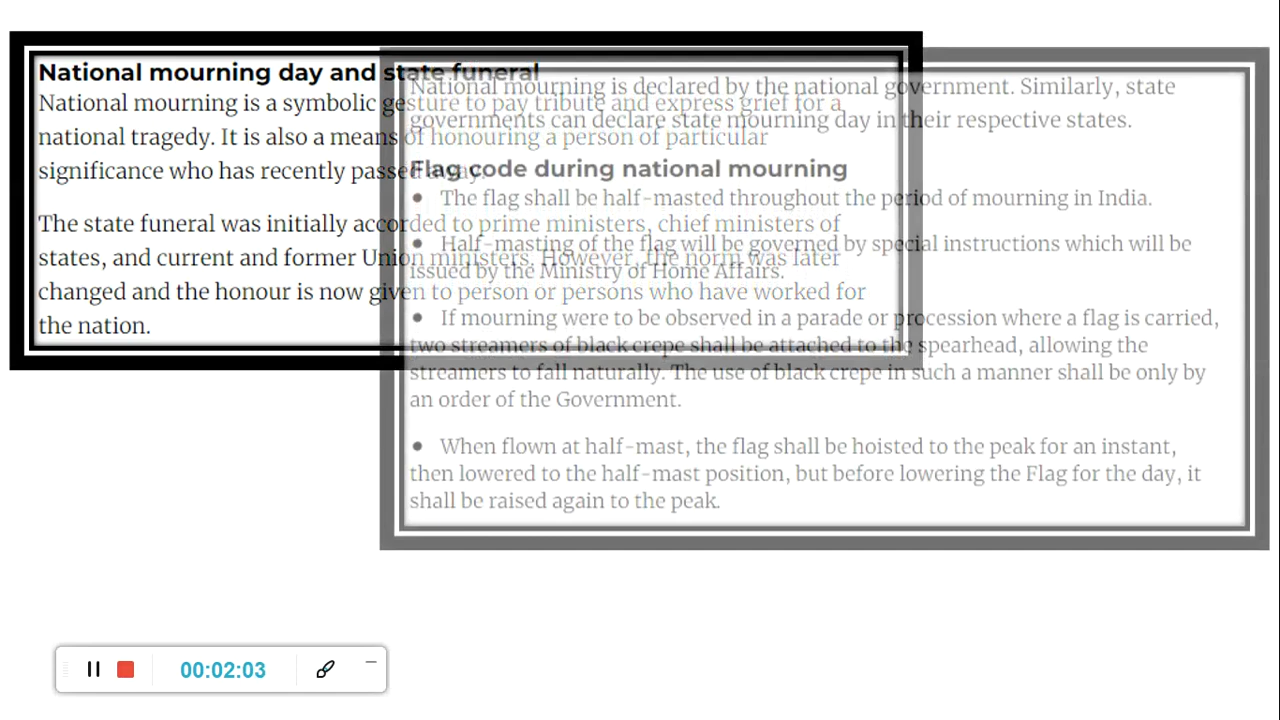 National mourning day and state funeral
National mourning is a symbolic gesture to pay tribute and express grief for a
national tragedy. It is also a means of honouring a person of particular
significance who has recently passed away.
The state funeral was initially accorded to prime ministers, chief ministers of
states, and current and former Union ministers. However, the norm was later
changed and the honour is now given to person or persons who have worked for
the nation.
National mourning is declared by the national government. Similarly, state
governments can declare state mourning day in their respective states.
Flag code during national mourning
● The flag shall be half-masted throughout the period of mourning in India.
● Half-masting of the flag will be governed by special instructions which will be
issued by the Ministry of Home Affairs.
● If mourning were to be observed in a parade or procession where a flag is carried,
two streamers of black crepe shall be attached to the spearhead, allowing the
streamers to fall naturally. The use of black crepe in such a manner shall be only by
an order of the Government.
● When flown at half-mast, the flag shall be hoisted to the peak for an instant,
then lowered to the half-mast position, but before lowering the Flag for the day, it
shall be raised again to the peak.
00:02:03